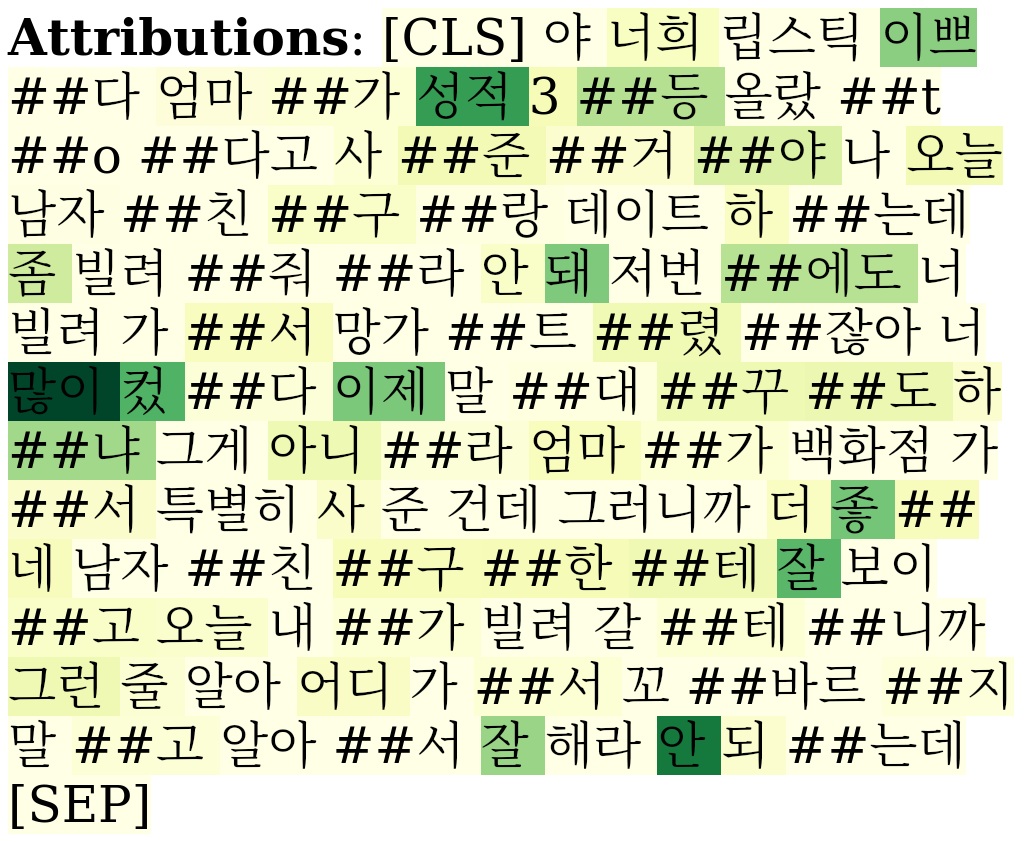 Attributions: [CLS] 야 너희 립스틱 이쁘
##다 엄마 ##가 성적 3 ##등 올랐 ##t
##o ##다고 사 ##준 ##거 ##야 나 오늘
남자 ##친 ##구 ##랑 데이트 하 ##는데
좀 빌려 ##줘 ##라 안 돼 저번 ##에도 너
빌려 가 ##서 망가 ##트 ##렸 ##잖아 너
많이 컸 ##다 이제 말 ##대 ##꾸 ##도 하
##냐 그게 아니 ##라 엄마 ##가 백화점 가
##서 특별히 사 준 건데 그러니까 더 좋 ##
네 남자 ##친 ##구 ##한 ##테 잘 보이
##고 오늘 내 ##가 빌려 갈 ##테 ##니까
그런 줄 알아 어디 가 ##서 꼬 ##바르 ##지
말 ##고 알아 ##서 잘 해라 안 되 ##는데
[SEP]